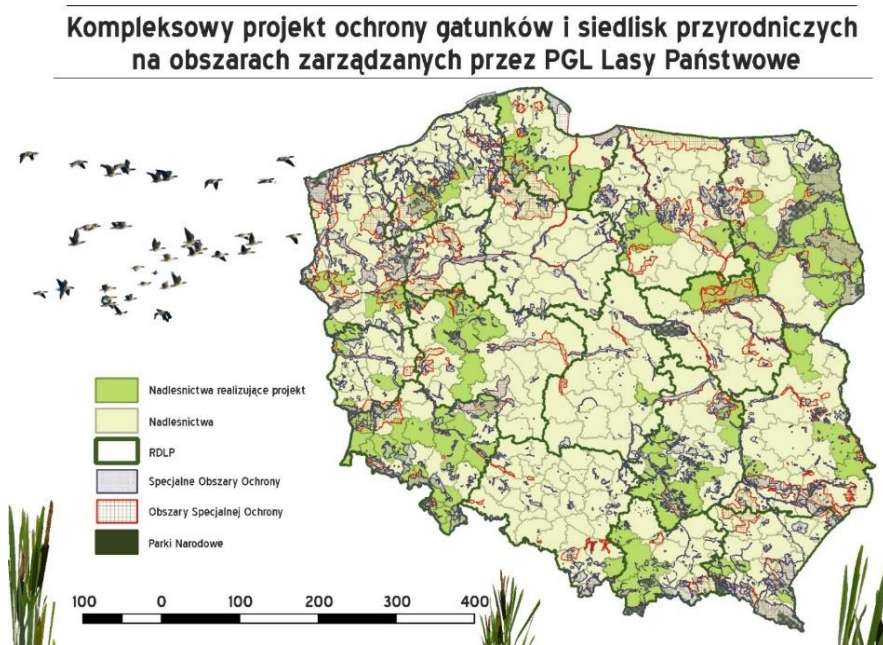 Kompleksowy projekt ochrony gatunków i siedlisk przyrodniczych
na obszarach zarządzanych przez PGL Lasy Państwowe
Nadleśnictwa realizujące projekt
Nadleśnictwa
RDLP
Specjalne Obszary Ochrony
Obszary Specjalnej Ochrony
Parki Narodowe
100 0 100 200 300 400